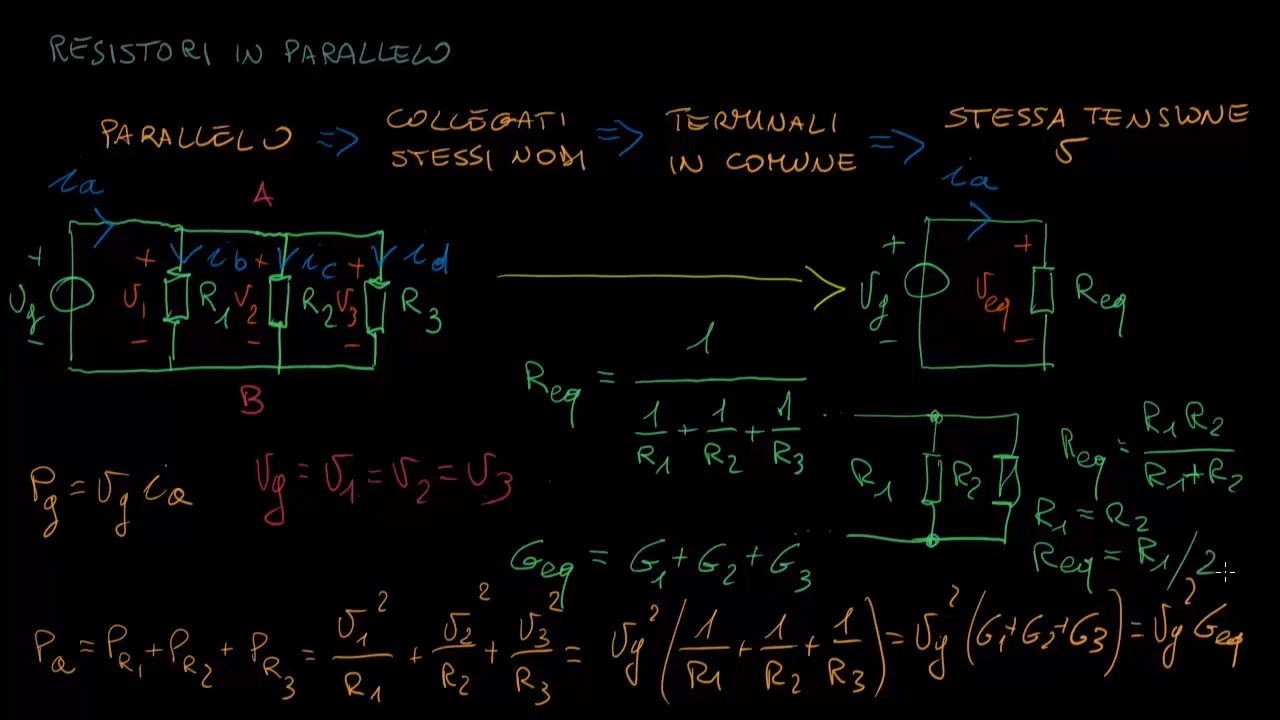 RESISTORI IN PARALLELO
PARALLELO => COLLEGATI STESSI NODI => TERMINALI IN COMUNE => STESSA TENSIONE v
ia
A
ib
ic
id
+ + + +
vg v1 R1 v2 R2 v3 R3
- - - -
B
ia
+ +
vg veq Req
- -
Req = 1 / (1/R1 + 1/R2 + 1/R3)
R1 R2
Req = R1 R2 / (R1 + R2)
R1 = R2
Req = R1/2
Pg = vg ia
vg = v1 = v2 = v3
Geq = G1 + G2 + G3
Pa = PR1 + PR2 + PR3 = v1²/R1 + v2²/R2 + v3²/R3 = vg² (1/R1 + 1/R2 + 1/R3) = vg² (G1 + G2 + G3) = vg² Geq